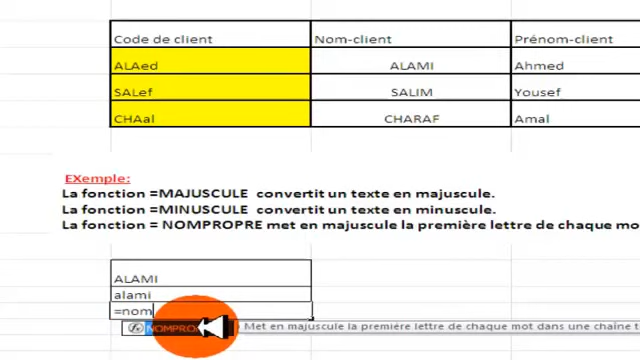 Code de client Nom-client Prénom-client
ALAed ALAMI Ahmed
SALef SALIM Yousef
CHAal CHARAF Amal
EXemple:
La fonction =MAJUSCULE convertit un texte en majuscule.
La fonction =MINUSCULE convertit un texte en minuscule.
La fonction = NOMPROPRE met en majuscule la première lettre de chaque mo
ALAMI
alami
=nom
NOMPRO Met en majuscule la première lettre de chaque mot dans une chaîne t